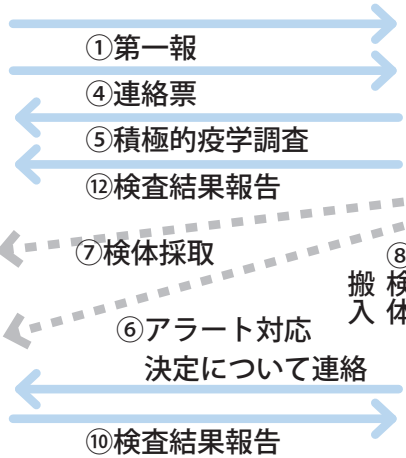 ①第一報
④連絡票
⑤積極的疫学調査
⑫検査結果報告
⑦検体採取
⑧検体
搬入
⑥アラート対応
決定について連絡
⑩検査結果報告